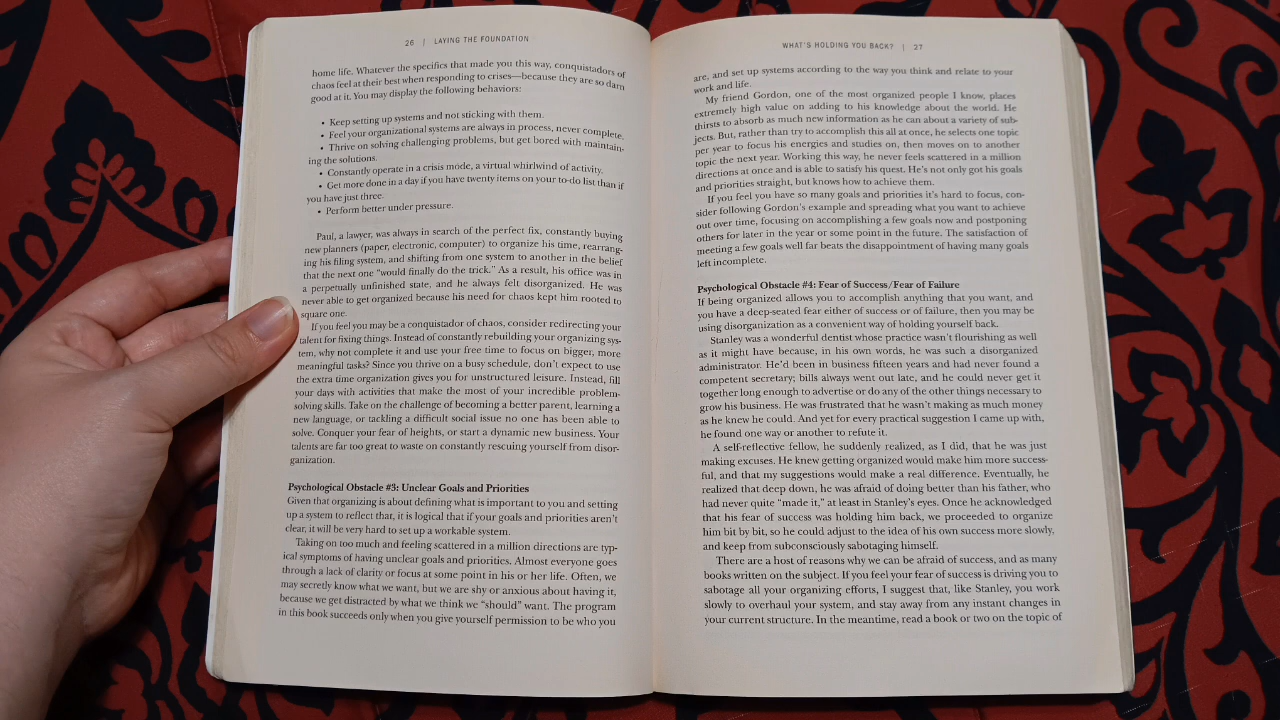 26 | LAYING THE FOUNDATION
home life. Whatever the specifics that made you this way, conquistadors of
chaos feel at their best when responding to crises—because they are so darn
good at it. You may display the following behaviors:
• Keep setting up systems and not sticking with them.
• Feel your organizational systems are always in process, never complete.
• Thrive on solving challenging problems, but get bored with maintain-
ing the solutions.
• Constantly operate in a crisis mode, a virtual whirlwind of activity.
• Get more done in a day if you have twenty items on your to-do list than if
you have just three.
• Perform better under pressure.
Paul, a lawyer, was always in search of the perfect fix, constantly buying
new planners (paper, electronic, computer) to organize his time, rearrang-
ing his filing system, and shifting from one system to another in the belief
that the next one “would finally do the trick.” As a result, his office was in
a perpetually unfinished state, and he always felt disorganized. He was
never able to get organized because his need for chaos kept him rooted to
square one.
If you feel you may be a conquistador of chaos, consider redirecting your
talent for fixing things. Instead of constantly rebuilding your organizing sys-
tem, why not complete it and use your free time to focus on bigger, more
meaningful tasks? Since you thrive on a busy schedule, don’t expect to use
the extra time organization gives you for unstructured leisure. Instead, fill
your days with activities that make the most of your incredible problem-
solving skills. Take on the challenge of becoming a better parent, learning a
new language, or tackling a difficult social issue no one has been able to
solve. Conquer your fear of heights, or start a dynamic new business. Your
talents are far too great to waste on constantly rescuing yourself from disor-
ganization.
Psychological Obstacle #3: Unclear Goals and Priorities
Given that organizing is about defining what is important to you and setting
up a system to reflect that, it is logical that if your goals and priorities aren’t
clear, it will be very hard to set up a workable system.
Taking on too much and feeling scattered in a million directions are typ-
ical symptoms of having unclear goals and priorities. Almost everyone goes
through a lack of clarity or focus at some point in his or her life. Often, we
may secretly know what we want, but we are shy or anxious about having it,
because we get distracted by what we think we “should” want. The program
in this book succeeds only when you give yourself permission to be who you
WHAT’S HOLDING YOU BACK? | 27
are, and set up systems according to the way you think and relate to your
work and life.
My friend Gordon, one of the most organized people I know, places
extremely high value on adding to his knowledge about the world. He
thirsts to absorb as much new information as he can about a variety of sub-
jects. But, rather than try to accomplish this all at once, he selects one topic
per year to focus his energies and studies on, then moves on to another
topic the next year. Working this way, he never feels scattered in a million
directions at once and is able to satisfy his quest. He’s not only got his goals
and priorities straight, but knows how to achieve them.
If you feel you have so many goals and priorities it’s hard to focus, con-
sider following Gordon’s example and spreading what you want to achieve
out over time, focusing on accomplishing a few goals now and postponing
others for later in the year or some point in the future. The satisfaction of
meeting a few goals well far beats the disappointment of having many goals
left incomplete.
Psychological Obstacle #4: Fear of Success/Fear of Failure
If being organized allows you to accomplish anything that you want, and
you have a deep-seated fear either of success or of failure, then you may be
using disorganization as a convenient way of holding yourself back.
Stanley was a wonderful dentist whose practice wasn’t flourishing as well
as it might have because, in his own words, he was such a disorganized
administrator. He’d been in business fifteen years and had never found a
competent secretary; bills always went out late, and he could never get it
together long enough to advertise or do any of the other things necessary to
grow his business. He was frustrated that he wasn’t making as much money
as he knew he could. And yet for every practical suggestion I came up with,
he found one way or another to refute it.
A self-reflective fellow, he suddenly realized, as I did, that he was just
making excuses. He knew getting organized would make him more success-
ful, and that my suggestions would make a real difference. Eventually, he
realized that deep down, he was afraid of doing better than his father, who
had never quite “made it,” at least in Stanley’s eyes. Once he acknowledged
that his fear of success was holding him back, we proceeded to organize
him bit by bit, so he could adjust to the idea of his own success more slowly,
and keep from subconsciously sabotaging himself.
There are a host of reasons why we can be afraid of success, and as many
books written on the subject. If you feel your fear of success is driving you to
sabotage all your organizing efforts, I suggest that, like Stanley, you work
slowly to overhaul your system, and stay away from any instant changes in
your current structure. In the meantime, read a book or two on the topic of